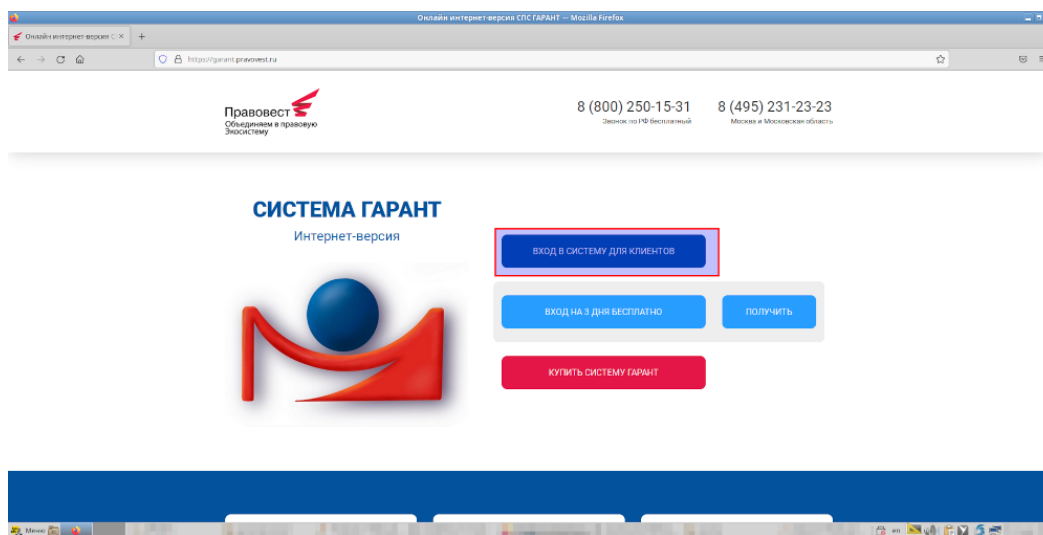 Онлайн интернет-версия СПС ГАРАНТ — Mozilla Firefox
Онлайн интернет-версия С
https://garant.pravovest.ru
Правовест
Объединяем в правовую
Экосистему
8 (800) 250-15-31
Звонок по РФ бесплатный
8 (495) 231-23-23
Москва и Московская область
СИСТЕМА ГАРАНТ
Интернет-версия
ВХОД В СИСТЕМУ ДЛЯ КЛИЕНТОВ
ВХОД НА 3 ДНЯ БЕСПЛАТНО
ПОЛУЧИТЬ
КУПИТЬ СИСТЕМУ ГАРАНТ
Меню
en